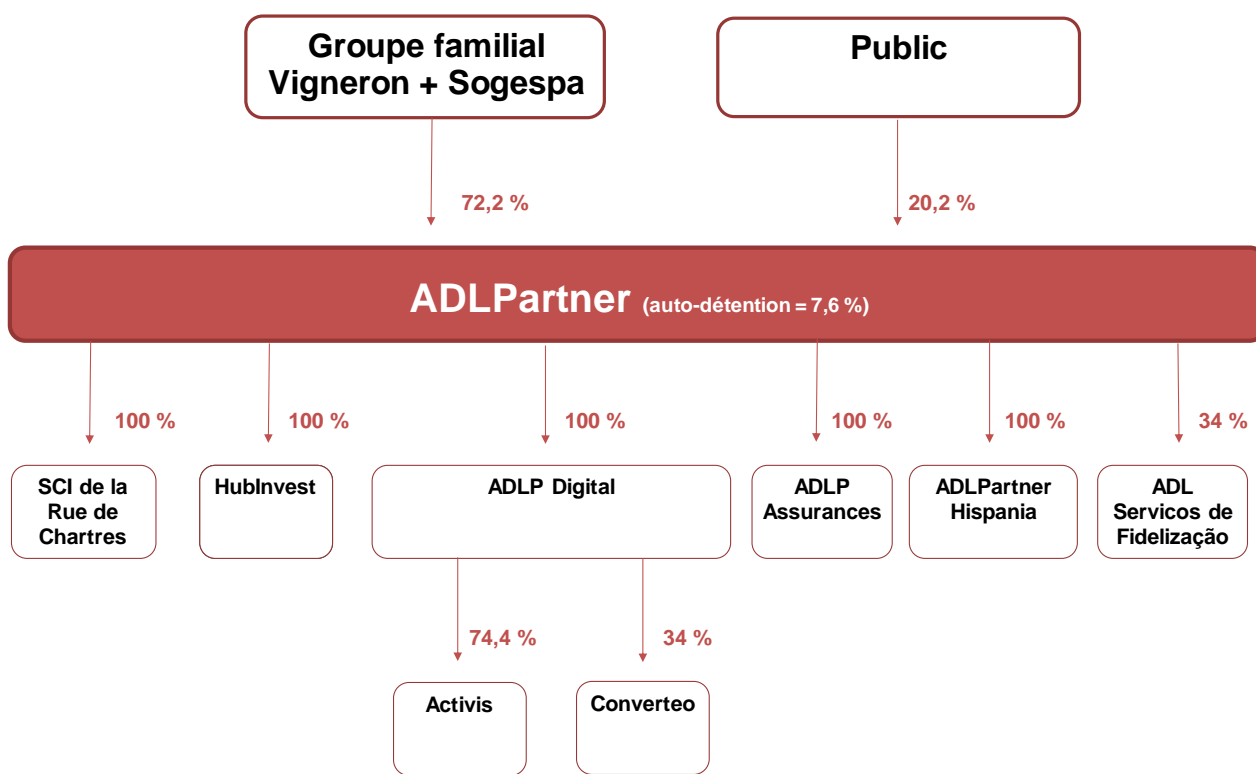 Groupe familial
Vigneron + Sogespa
Public
72,2 %
20,2 %
ADLPartner (auto-détention = 7,6 %)
100 %
100 %
100 %
100 %
100 %
34 %
SCI de la
Rue de
Chartres
HubInvest
ADLP Digital
ADLP
Assurances
ADLPartner
Hispania
ADL
Servicos de
Fidelização
74,4 %
34 %
Activis
Converteo